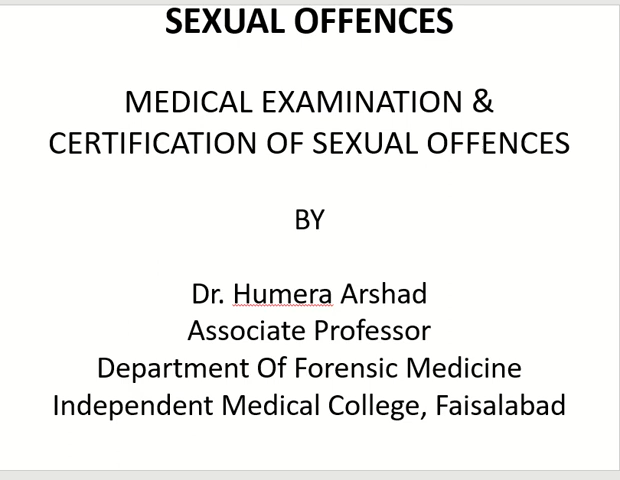 SEXUAL OFFENCES
MEDICAL EXAMINATION &
CERTIFICATION OF SEXUAL OFFENCES
BY
Dr. Humera Arshad
Associate Professor
Department Of Forensic Medicine
Independent Medical College, Faisalabad